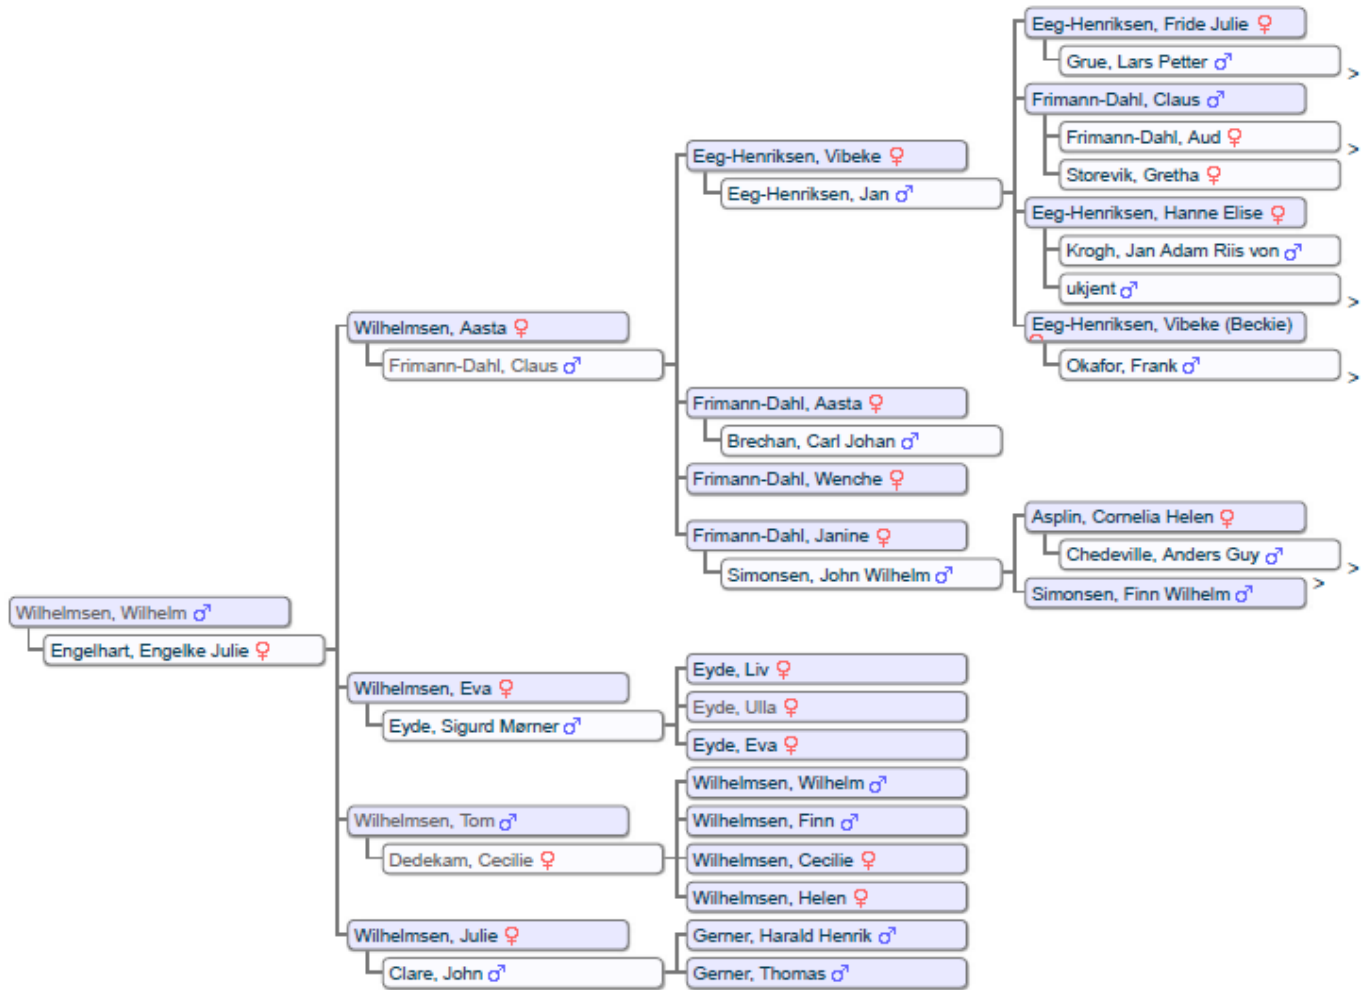 Eeg-Henriksen, Fride Julie ♀
Grue, Lars Petter ♂
>
Frimann-Dahl, Claus ♂
Frimann-Dahl, Aud ♀
>
Eeg-Henriksen, Vibeke ♀
Storevik, Gretha ♀
Eeg-Henriksen, Jan ♂
Eeg-Henriksen, Hanne Elise ♀
Krogh, Jan Adam Riis von ♂
ukjent ♂
>
Wilhelmsen, Aasta ♀
Eeg-Henriksen, Vibeke (Beckie) ♀
Frimann-Dahl, Claus ♂
Okafor, Frank ♂
>
Frimann-Dahl, Aasta ♀
Brechan, Carl Johan ♂
Frimann-Dahl, Wenche ♀
Asplin, Cornelia Helen ♀
Frimann-Dahl, Janine ♀
Chedeville, Anders Guy ♂
>
Simonsen, John Wilhelm ♂
Simonsen, Finn Wilhelm ♂ >
Wilhelmsen, Wilhelm ♂
Engelhart, Engelke Julie ♀
Eyde, Liv ♀
Wilhelmsen, Eva ♀
Eyde, Ulla ♀
Eyde, Sigurd Mørner ♂
Eyde, Eva ♀
Wilhelmsen, Wilhelm ♂
Wilhelmsen, Tom ♂
Wilhelmsen, Finn ♂
Dedekam, Cecilie ♀
Wilhelmsen, Cecilie ♀
Wilhelmsen, Helen ♀
Wilhelmsen, Julie ♀
Gerner, Harald Henrik ♂
Clare, John ♂
Gerner, Thomas ♂